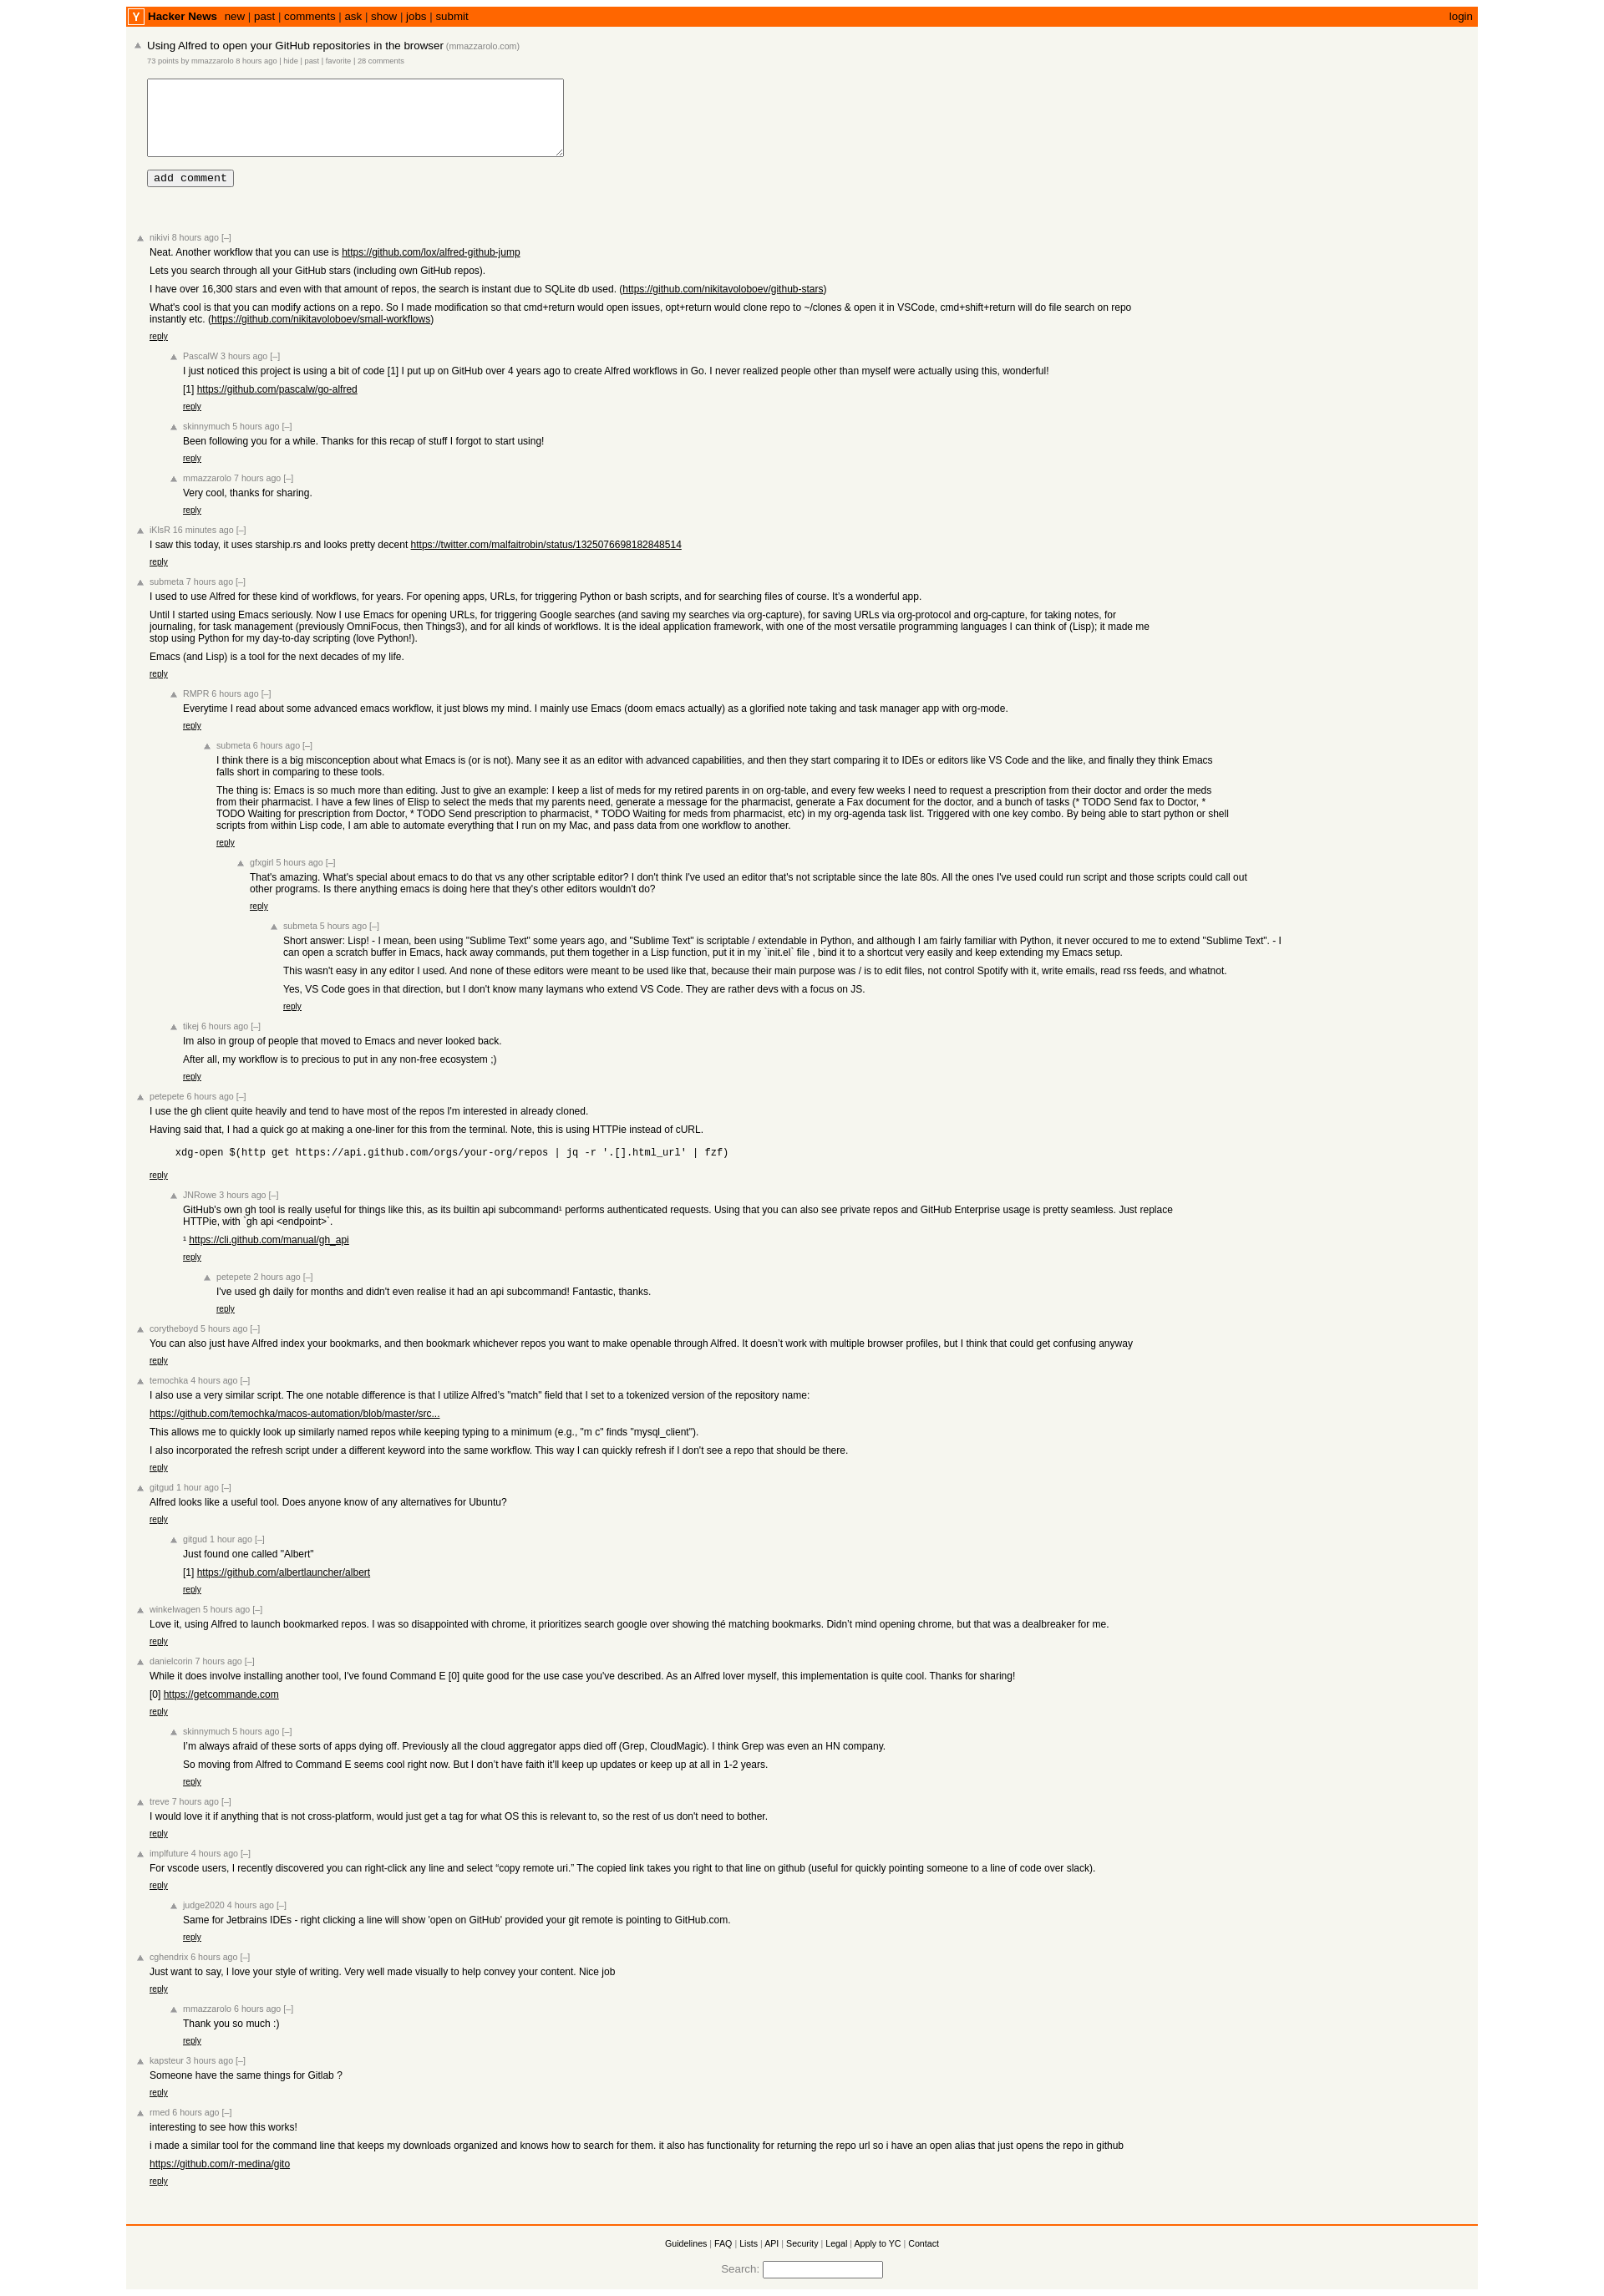 Y Hacker News new | past | comments | ask | show | jobs | submit login
Using Alfred to open your GitHub repositories in the browser (mmazzarolo.com)
73 points by mmazzarolo 8 hours ago | hide | past | favorite | 28 comments
add comment
nikivi 8 hours ago [–]
Neat. Another workflow that you can use is https://github.com/lox/alfred-github-jump
Lets you search through all your GitHub stars (including own GitHub repos).
I have over 16,300 stars and even with that amount of repos, the search is instant due to SQLite db used. (https://github.com/nikitavoloboev/github-stars)
What's cool is that you can modify actions on a repo. So I made modification so that cmd+return would open issues, opt+return would clone repo to ~/clones & open it in VSCode, cmd+shift+return will do file search on repo
instantly etc. (https://github.com/nikitavoloboev/small-workflows)
reply
PascalW 3 hours ago [–]
I just noticed this project is using a bit of code [1] I put up on GitHub over 4 years ago to create Alfred workflows in Go. I never realized people other than myself were actually using this, wonderful!
[1] https://github.com/pascalw/go-alfred
reply
skinnymuch 5 hours ago [–]
Been following you for a while. Thanks for this recap of stuff I forgot to start using!
reply
mmazzarolo 7 hours ago [–]
Very cool, thanks for sharing.
reply
iKlsR 16 minutes ago [–]
I saw this today, it uses starship.rs and looks pretty decent https://twitter.com/malfaitrobin/status/1325076698182848514
reply
submeta 7 hours ago [–]
I used to use Alfred for these kind of workflows, for years. For opening apps, URLs, for triggering Python or bash scripts, and for searching files of course. It’s a wonderful app.
Until I started using Emacs seriously. Now I use Emacs for opening URLs, for triggering Google searches (and saving my searches via org-capture), for saving URLs via org-protocol and org-capture, for taking notes, for
journaling, for task management (previously OmniFocus, then Things3), and for all kinds of workflows. It is the ideal application framework, with one of the most versatile programming languages I can think of (Lisp); it made me
stop using Python for my day-to-day scripting (love Python!).
Emacs (and Lisp) is a tool for the next decades of my life.
reply
RMPR 6 hours ago [–]
Everytime I read about some advanced emacs workflow, it just blows my mind. I mainly use Emacs (doom emacs actually) as a glorified note taking and task manager app with org-mode.
reply
submeta 6 hours ago [–]
I think there is a big misconception about what Emacs is (or is not). Many see it as an editor with advanced capabilities, and then they start comparing it to IDEs or editors like VS Code and the like, and finally they think Emacs
falls short in comparing to these tools.
The thing is: Emacs is so much more than editing. Just to give an example: I keep a list of meds for my retired parents in on org-table, and every few weeks I need to request a prescription from their doctor and order the meds
from their pharmacist. I have a few lines of Elisp to select the meds that my parents need, generate a message for the pharmacist, generate a Fax document for the doctor, and a bunch of tasks (* TODO Send fax to Doctor, *
TODO Waiting for prescription from Doctor, * TODO Send prescription to pharmacist, * TODO Waiting for meds from pharmacist, etc) in my org-agenda task list. Triggered with one key combo. By being able to start python or shell
scripts from within Lisp code, I am able to automate everything that I run on my Mac, and pass data from one workflow to another.
reply
gfxgirl 5 hours ago [–]
That's amazing. What's special about emacs to do that vs any other scriptable editor? I don't think I've used an editor that's not scriptable since the late 80s. All the ones I've used could run script and those scripts could call out
other programs. Is there anything emacs is doing here that they's other editors wouldn't do?
reply
submeta 5 hours ago [–]
Short answer: Lisp! - I mean, been using "Sublime Text" some years ago, and "Sublime Text" is scriptable / extendable in Python, and although I am fairly familiar with Python, it never occured to me to extend "Sublime Text". - I
can open a scratch buffer in Emacs, hack away commands, put them together in a Lisp function, put it in my `init.el` file , bind it to a shortcut very easily and keep extending my Emacs setup.
This wasn't easy in any editor I used. And none of these editors were meant to be used like that, because their main purpose was / is to edit files, not control Spotify with it, write emails, read rss feeds, and whatnot.
Yes, VS Code goes in that direction, but I don't know many laymans who extend VS Code. They are rather devs with a focus on JS.
reply
tikej 6 hours ago [–]
Im also in group of people that moved to Emacs and never looked back.
After all, my workflow is to precious to put in any non-free ecosystem ;)
reply
petepete 6 hours ago [–]
I use the gh client quite heavily and tend to have most of the repos I'm interested in already cloned.
Having said that, I had a quick go at making a one-liner for this from the terminal. Note, this is using HTTPie instead of cURL.
xdg-open $(http get https://api.github.com/orgs/your-org/repos | jq -r '.[].html_url' | fzf)
reply
JNRowe 3 hours ago [–]
GitHub's own gh tool is really useful for things like this, as its builtin api subcommand¹ performs authenticated requests. Using that you can also see private repos and GitHub Enterprise usage is pretty seamless. Just replace
HTTPie, with `gh api <endpoint>`.
¹ https://cli.github.com/manual/gh_api
reply
petepete 2 hours ago [–]
I've used gh daily for months and didn't even realise it had an api subcommand! Fantastic, thanks.
reply
corytheboyd 5 hours ago [–]
You can also just have Alfred index your bookmarks, and then bookmark whichever repos you want to make openable through Alfred. It doesn’t work with multiple browser profiles, but I think that could get confusing anyway
reply
temochka 4 hours ago [–]
I also use a very similar script. The one notable difference is that I utilize Alfred’s "match" field that I set to a tokenized version of the repository name:
https://github.com/temochka/macos-automation/blob/master/src...
This allows me to quickly look up similarly named repos while keeping typing to a minimum (e.g., "m c" finds "mysql_client").
I also incorporated the refresh script under a different keyword into the same workflow. This way I can quickly refresh if I don't see a repo that should be there.
reply
gitgud 1 hour ago [–]
Alfred looks like a useful tool. Does anyone know of any alternatives for Ubuntu?
reply
gitgud 1 hour ago [–]
Just found one called "Albert"
[1] https://github.com/albertlauncher/albert
reply
winkelwagen 5 hours ago [–]
Love it, using Alfred to launch bookmarked repos. I was so disappointed with chrome, it prioritizes search google over showing thé matching bookmarks. Didn’t mind opening chrome, but that was a dealbreaker for me.
reply
danielcorin 7 hours ago [–]
While it does involve installing another tool, I've found Command E [0] quite good for the use case you've described. As an Alfred lover myself, this implementation is quite cool. Thanks for sharing!
[0] https://getcommande.com
reply
skinnymuch 5 hours ago [–]
I’m always afraid of these sorts of apps dying off. Previously all the cloud aggregator apps died off (Grep, CloudMagic). I think Grep was even an HN company.
So moving from Alfred to Command E seems cool right now. But I don’t have faith it’ll keep up updates or keep up at all in 1-2 years.
reply
treve 7 hours ago [–]
I would love it if anything that is not cross-platform, would just get a tag for what OS this is relevant to, so the rest of us don't need to bother.
reply
implfuture 4 hours ago [–]
For vscode users, I recently discovered you can right-click any line and select “copy remote uri.” The copied link takes you right to that line on github (useful for quickly pointing someone to a line of code over slack).
reply
judge2020 4 hours ago [–]
Same for Jetbrains IDEs - right clicking a line will show 'open on GitHub' provided your git remote is pointing to GitHub.com.
reply
cghendrix 6 hours ago [–]
Just want to say, I love your style of writing. Very well made visually to help convey your content. Nice job
reply
mmazzarolo 6 hours ago [–]
Thank you so much :)
reply
kapsteur 3 hours ago [–]
Someone have the same things for Gitlab ?
reply
rmed 6 hours ago [–]
interesting to see how this works!
i made a similar tool for the command line that keeps my downloads organized and knows how to search for them. it also has functionality for returning the repo url so i have an open alias that just opens the repo in github
https://github.com/r-medina/gito
reply
Guidelines | FAQ | Lists | API | Security | Legal | Apply to YC | Contact
Search: